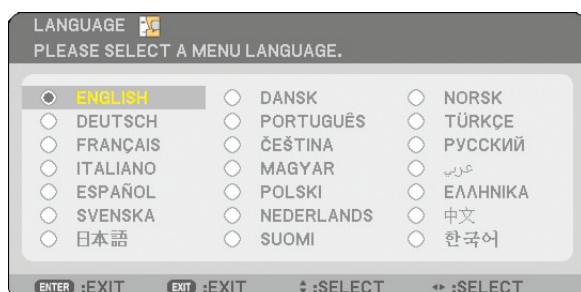 LANGUAGE
PLEASE SELECT A MENU LANGUAGE.
ENGLISH DANSK NORSK
DEUTSCH PORTUGUÊS TÜRKÇE
FRANÇAIS ČEŠTINA РУССКИЙ
ITALIANO MAGYAR عربي
ESPAÑOL POLSKI ΕΛΛΗΝΙΚΑ
SVENSKA NEDERLANDS 中文
日本語 SUOMI 한국어
ENTER :EXIT EXIT :EXIT :SELECT :SELECT